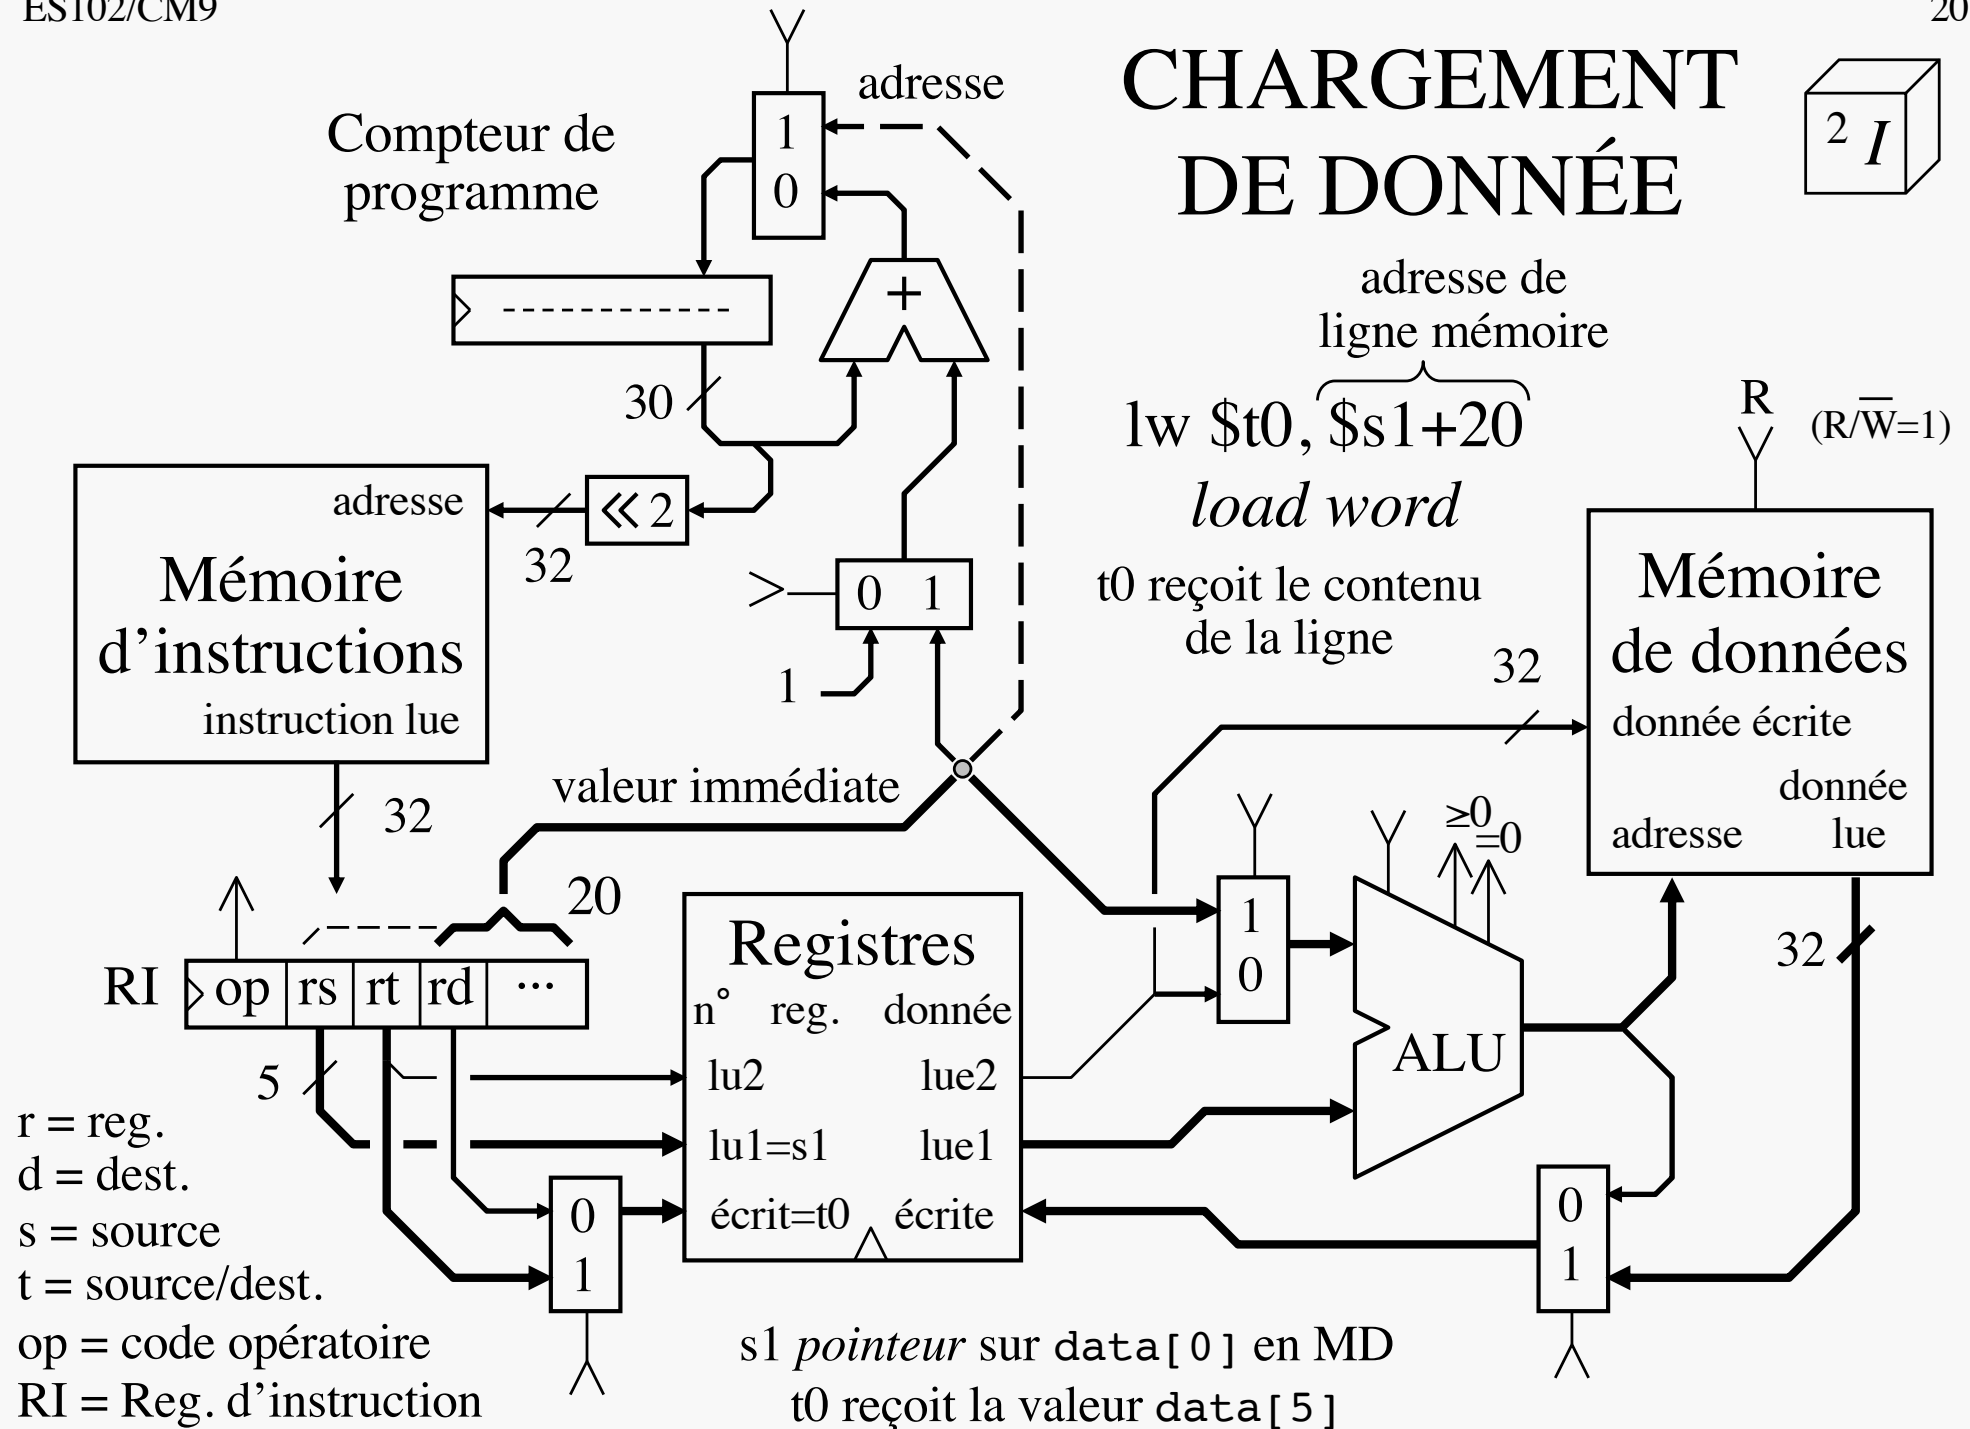 ES102/CM9
20
CHARGEMENT
DE DONNÉE
2 I
adresse
1
0
Compteur de
programme
+
30
adresse de
ligne mémoire
lw $t0, $s1+20
load word
t0 reçoit le contenu
de la ligne
R
(R/W̅=1)
adresse
Mémoire
d’instructions
instruction lue
≪ 2
32
0 1
1
32
Mémoire
de données
donnée écrite
donnée
lue
adresse
32
valeur immédiate
32
20
RI
op rs rt rd ...
5
Registres
n° reg. donnée
lu2 lue2
lu1=s1 lue1
écrit=t0 écrite
1
0
≥0
=0
ALU
32
0
1
0
1
r = reg.
d = dest.
s = source
t = source/dest.
op = code opératoire
RI = Reg. d’instruction
s1 pointeur sur data[0] en MD
t0 reçoit la valeur data[5]